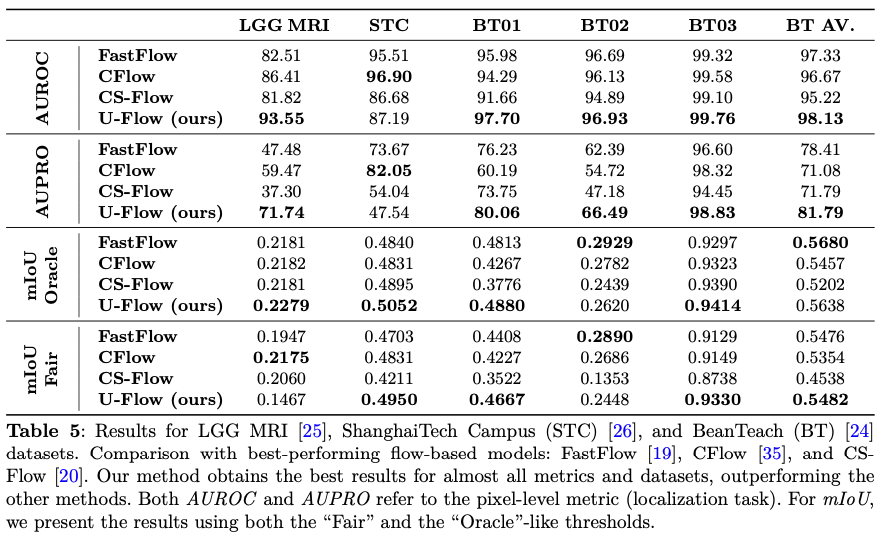 LGG MRI STC BT01 BT02 BT03 BT AV.
AUROC
FastFlow 82.51 95.51 95.98 96.69 99.32 97.33
CFlow 86.41 96.90 94.29 96.13 99.58 96.67
CS-Flow 81.82 86.68 91.66 94.89 99.10 95.22
U-Flow (ours) 93.55 87.19 97.70 96.93 99.76 98.13
AUPRO
FastFlow 47.48 73.67 76.23 62.39 96.60 78.41
CFlow 59.47 82.05 60.19 54.72 98.32 71.08
CS-Flow 37.30 54.04 73.75 47.18 94.45 71.79
U-Flow (ours) 71.74 47.54 80.06 66.49 98.83 81.79
mIoU
Oracle
FastFlow 0.2181 0.4840 0.4813 0.2929 0.9297 0.5680
CFlow 0.2182 0.4831 0.4267 0.2782 0.9323 0.5457
CS-Flow 0.2181 0.4895 0.3776 0.2439 0.9390 0.5202
U-Flow (ours) 0.2279 0.5052 0.4880 0.2620 0.9414 0.5638
mIoU
Fair
FastFlow 0.1947 0.4703 0.4408 0.2890 0.9129 0.5476
CFlow 0.2175 0.4831 0.4227 0.2686 0.9149 0.5354
CS-Flow 0.2060 0.4211 0.3522 0.1353 0.8738 0.4538
U-Flow (ours) 0.1467 0.4950 0.4667 0.2448 0.9330 0.5482
Table 5: Results for LGG MRI [25], ShanghaiTech Campus (STC) [26], and BeanTeach (BT) [24]
datasets. Comparison with best-performing flow-based models: FastFlow [19], CFlow [35], and CS-
Flow [20]. Our method obtains the best results for almost all metrics and datasets, outperforming the
other methods. Both AUROC and AUPRO refer to the pixel-level metric (localization task). For mIoU,
we present the results using both the “Fair” and the “Oracle”-like thresholds.